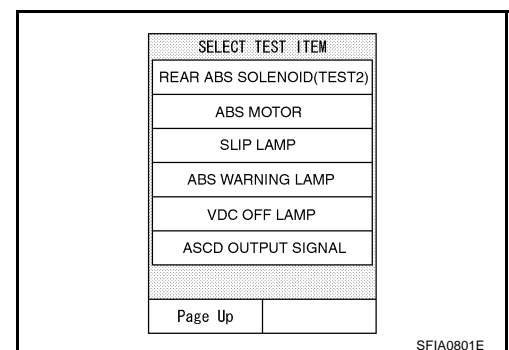 SELECT TEST ITEM
REAR ABS SOLENOID(TEST2)
ABS MOTOR
SLIP LAMP
ABS WARNING LAMP
VDC OFF LAMP
ASCD OUTPUT SIGNAL
Page Up
SFIA0801E